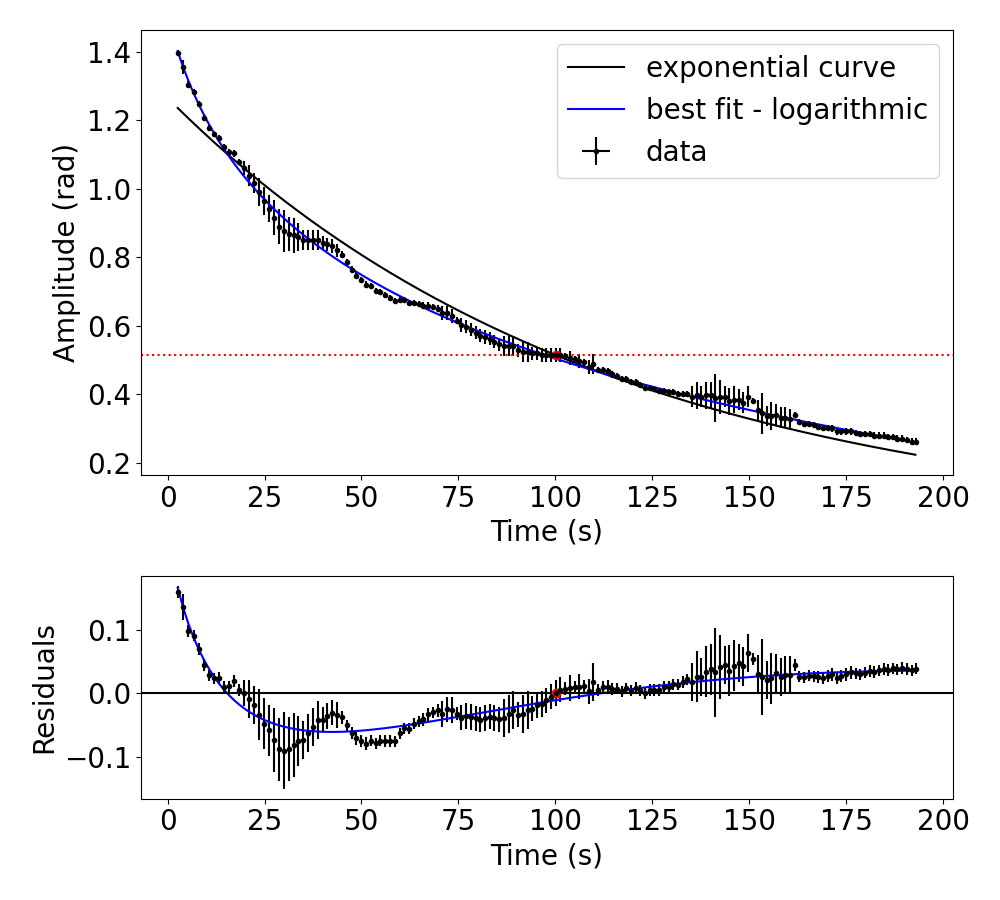 1.4
1.2
1.0
0.8
0.6
0.4
0.2
Amplitude (rad)
exponential curve
best fit - logarithmic
data
0 25 50 75 100 125 150 175 200
Time (s)
0.1
0.0
−0.1
Residuals
0 25 50 75 100 125 150 175 200
Time (s)